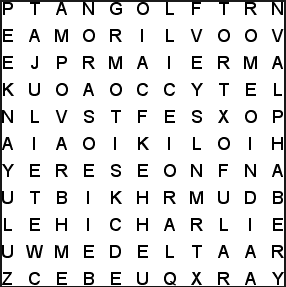 P T A N G O L F T R N
E A M O R I L V O O V
E J P R M A I E R M A
K U O A O C C Y T E L
N L V S T F E S X O P
A I A O I K I L O I H
Y E R E S E O N F N A
U T B I K H R M U D B
L E H I C H A R L I E
U W M E D E L T A A R
Z C E B E U Q X R A Y